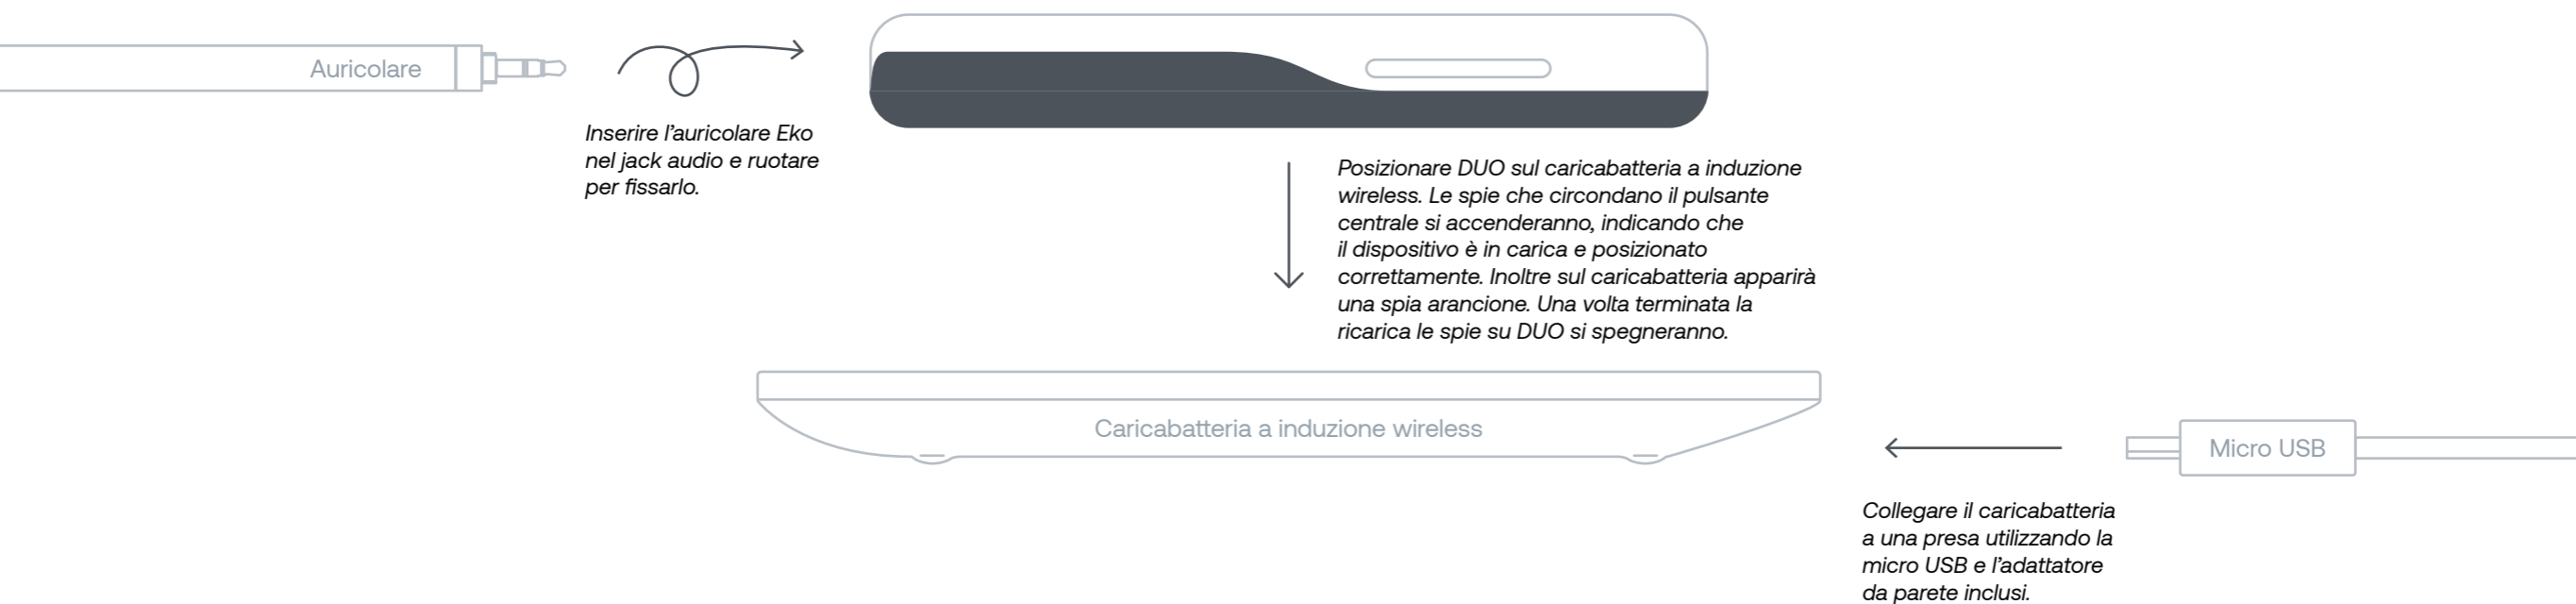 Auricolare
Inserire l’auricolare Eko
nel jack audio e ruotare
per fissarlo.
Posizionare DUO sul caricabatteria a induzione
wireless. Le spie che circondano il pulsante
centrale si accenderanno, indicando che
il dispositivo è in carica e posizionato
correttamente. Inoltre sul caricabatteria apparirà
una spia arancione. Una volta terminata la
ricarica le spie su DUO si spegneranno.
Caricabatteria a induzione wireless
Micro USB
Collegare il caricabatteria
a una presa utilizzando la
micro USB e l’adattatore
da parete inclusi.